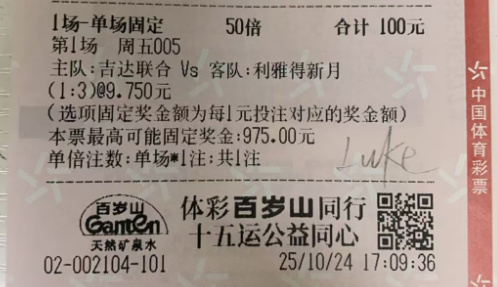 1场-单场固定 50倍 合计 100元
第1场 周五005
主队:吉达联合 Vs 客队:利雅得新月
(1:3)@9.750元
(选项固定奖金额为每1元投注对应的奖金额)
本票最高可能固定奖金:975.00元
单倍注数:单场*1注:共1注
Luke
百岁山
Ganten
天然矿泉水
体彩百岁山同行
十五运公益同心
02-002104-101 25/10/24 17:09:36
中国体育彩票